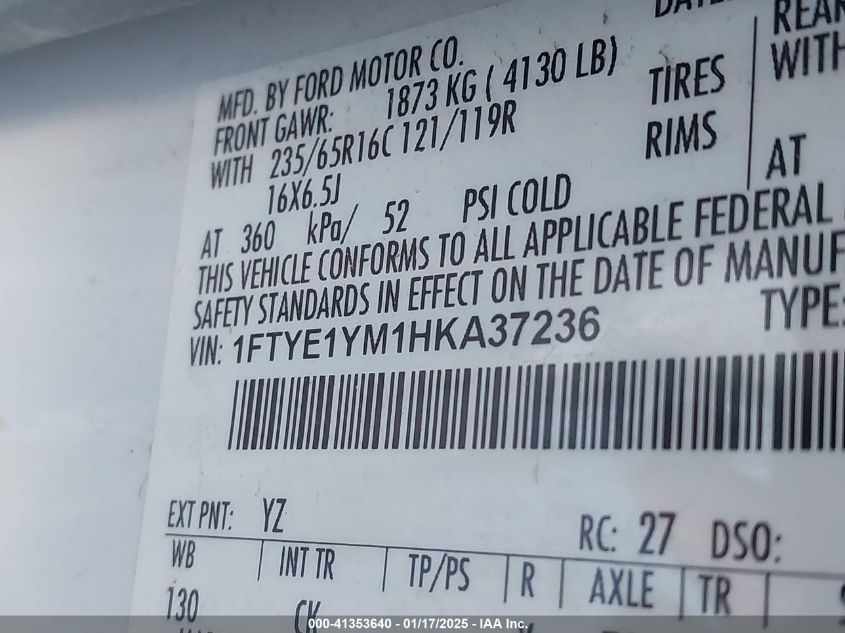 DATE:
MFD. BY FORD MOTOR CO.
FRONT GAWR: 1873 KG ( 4130 LB)
WITH 235/65R16C 121/119R TIRES
16X6.5J RIMS
AT 360 kPa/ 52 PSI COLD
REAR
WITH
AT
THIS VEHICLE CONFORMS TO ALL APPLICABLE FEDERAL
SAFETY STANDARDS IN EFFECT ON THE DATE OF MANUF
VIN: 1FTYE1YM1HKA37236 TYPE:
EXT PNT: YZ RC: 27 DSO:
WB INT TR TP/PS R AXLE TR
130 CK
000-41353640 - 01/17/2025 - IAA Inc.